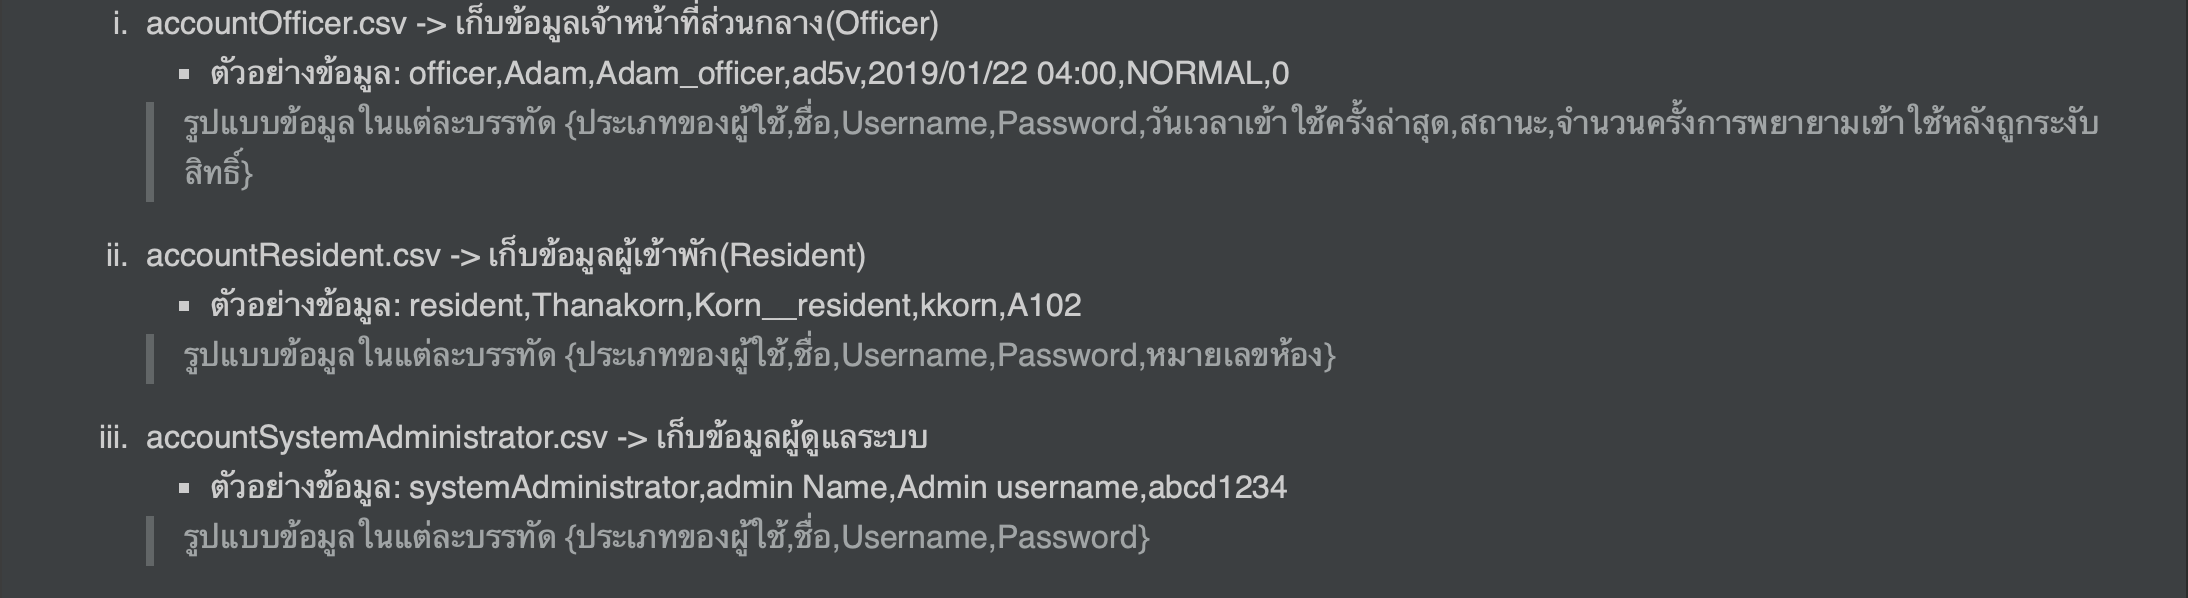 i. accountOfficer.csv -> เก็บข้อมูลเจ้าหน้าที่ส่วนกลาง(Officer)
▪ ตัวอย่างข้อมูล: officer,Adam,Adam_officer,ad5v,2019/01/22 04:00,NORMAL,0
รูปแบบข้อมูลในแต่ละบรรทัด {ประเภทของผู้ใช้,ชื่อ,Username,Password,วันเวลาเข้าใช้ครั้งล่าสุด,สถานะ,จำนวนครั้งการพยายามเข้าใช้หลังถูกระงับ
สิทธิ์}
ii. accountResident.csv -> เก็บข้อมูลผู้เข้าพัก(Resident)
▪ ตัวอย่างข้อมูล: resident,Thanakorn,Korn__resident,kkorn,A102
รูปแบบข้อมูลในแต่ละบรรทัด {ประเภทของผู้ใช้,ชื่อ,Username,Password,หมายเลขห้อง}
iii. accountSystemAdministrator.csv -> เก็บข้อมูลผู้ดูแลระบบ
▪ ตัวอย่างข้อมูล: systemAdministrator,admin Name,Admin username,abcd1234
รูปแบบข้อมูลในแต่ละบรรทัด {ประเภทของผู้ใช้,ชื่อ,Username,Password}